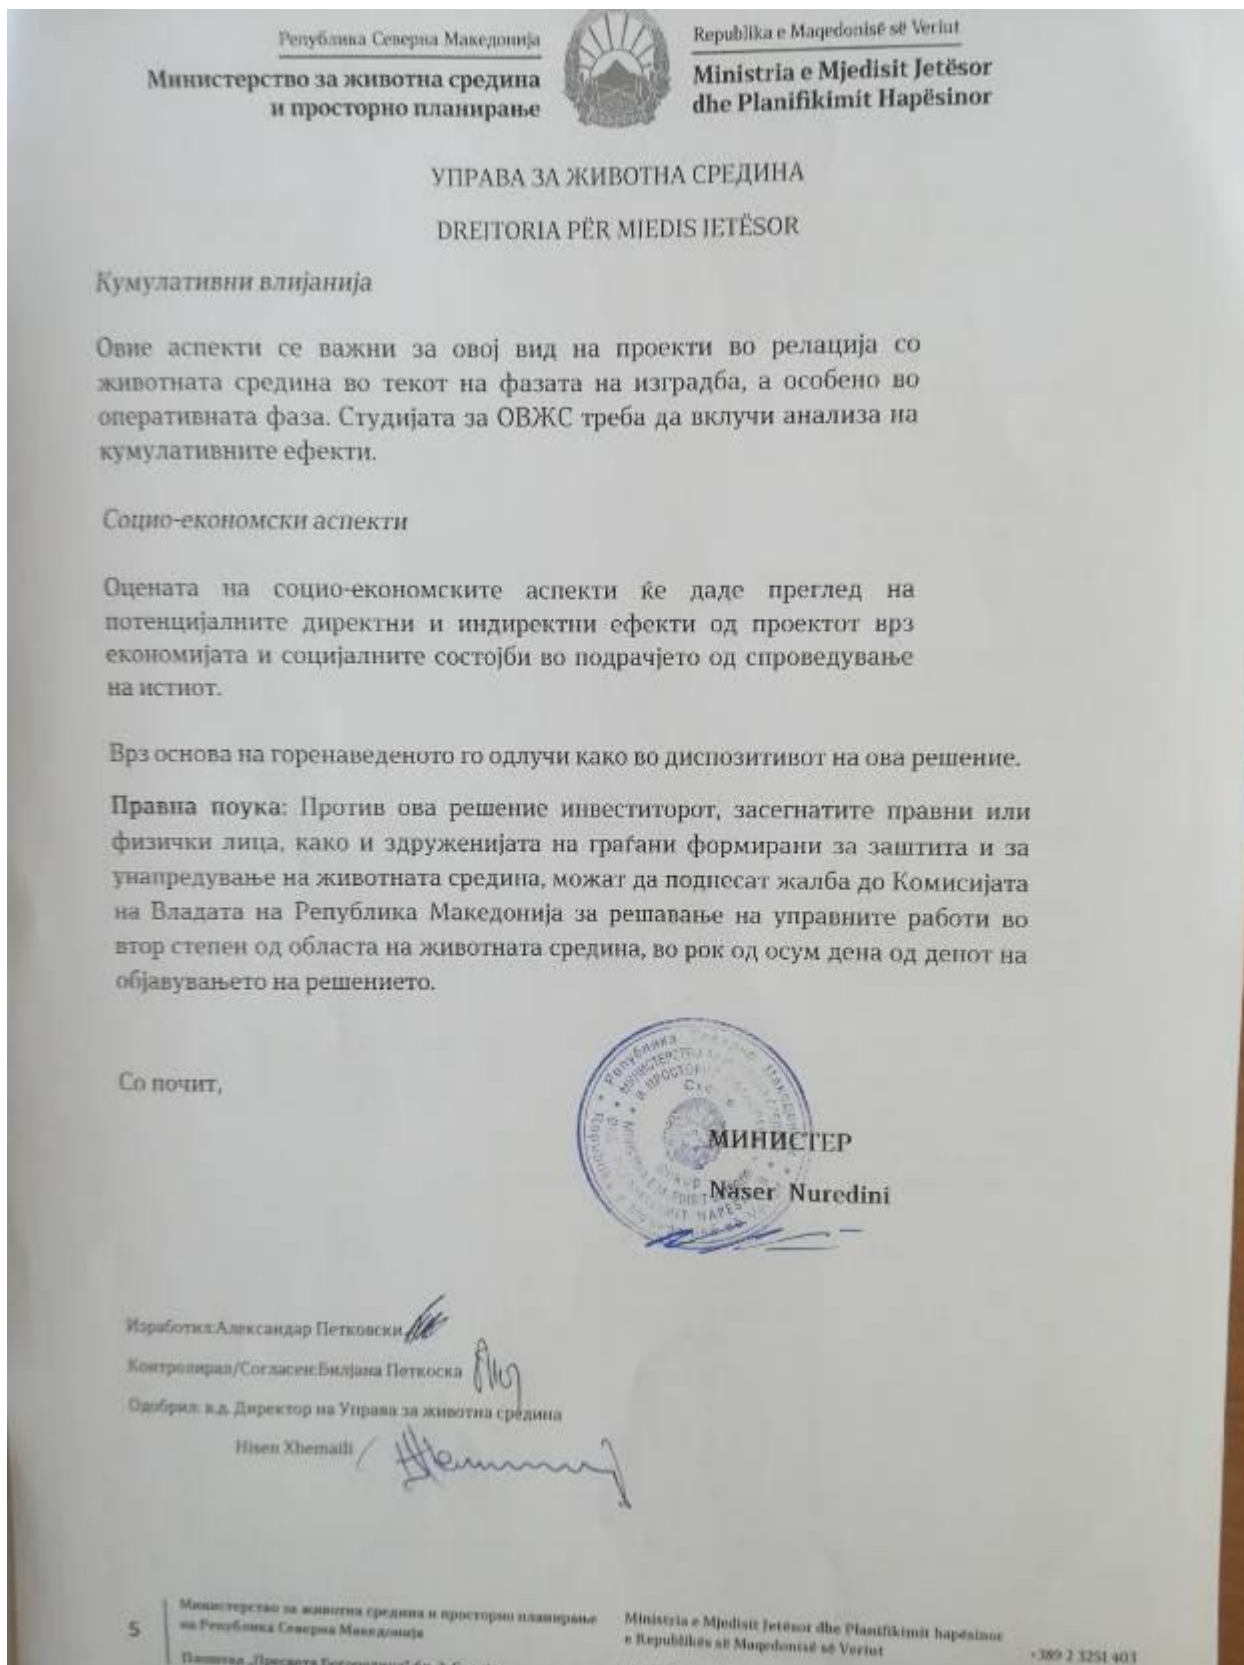 Република Северна Македонија
Министерство за животна средина
и просторно планирање
Republika e Maqedonisë së Veriut
Ministria e Mjedisit Jetësor
dhe Planifikimit Hapësinor
УПРАВА ЗА ЖИВОТНА СРЕДИНА
DREJTORIA PËR MJEDIS JETËSOR
Кумулативни влијанија
Овие аспекти се важни за овој вид на проекти во релација со
животната средина во текот на фазата на изградба, а особено во
оперативната фаза. Студијата за ОВЖС треба да вклучи анализа на
кумулативните ефекти.
Социо-економски аспекти
Оцената на социо-економските аспекти ќе даде преглед на
потенцијалните директни и индиректни ефекти од проектот врз
економијата и социјалните состојби во подрачјето од спроведување
на истиот.
Врз основа на горенаведеното го одлучи како во диспозитивот на ова решение.
Правна поука: Против ова решение инвеститорот, засегнатите правни или
физички лица, како и здруженијата на граѓани формирани за заштита и за
унапредување на животната средина, можат да поднесат жалба до Комисијата
на Владата на Република Македонија за решавање на управните работи во
втор степен од областа на животната средина, во рок од осум дена од денот на
објавувањето на решението.
Со почит,
МИНИСТЕР
Naser Nuredini
Изработил:Александар Петковски
Контролирал/Согласен:Билјана Петкоска
Одобрил: в.д. Директор на Управа за животна средина
Hisen Xhemaili
5
Министерство за животна средина и просторно планирање
на Република Северна Македонија
Ministria e Mjedisit Jetësor dhe Planifikimit hapësinor
e Republikës së Maqedonisë së Veriut
+389 2 3251 403